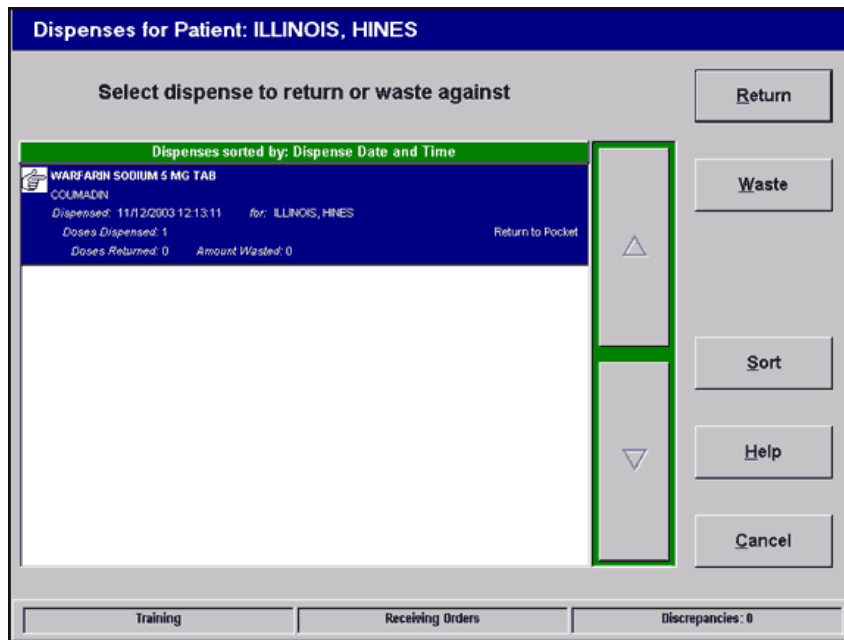 Dispenses for Patient: ILLINOIS, HINES
Select dispense to return or waste against
Return
Dispenses sorted by: Dispense Date and Time
WARFARIN SODIUM 5 MG TAB
COUMADIN
Dispensed: 11/12/2003 12:13:11 for: ILLINOIS, HINES
Doses Dispensed: 1 Return to Pocket
Doses Returned: 0 Amount Wasted: 0
Waste
Sort
Help
Cancel
Training Receiving Orders Discrepancies: 0